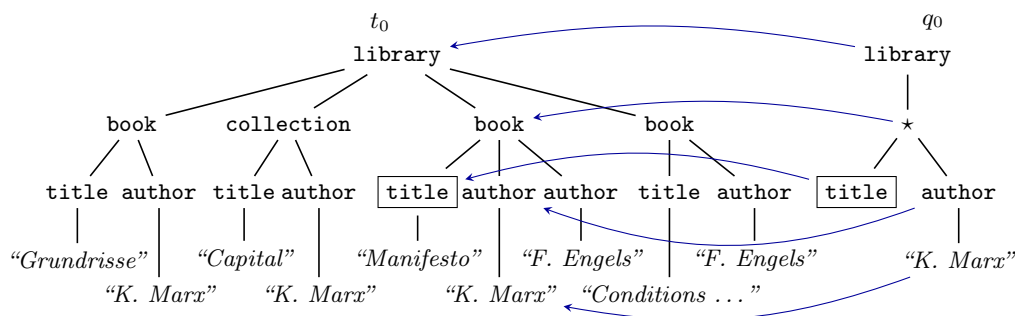 t₀ q₀
library library
book collection book book ⋆
title author title author title author author title author title author
“Grundrisse” “Capital” “Manifesto” “F. Engels” “F. Engels” “K. Marx”
“K. Marx” “K. Marx” “K. Marx” “Conditions ...”